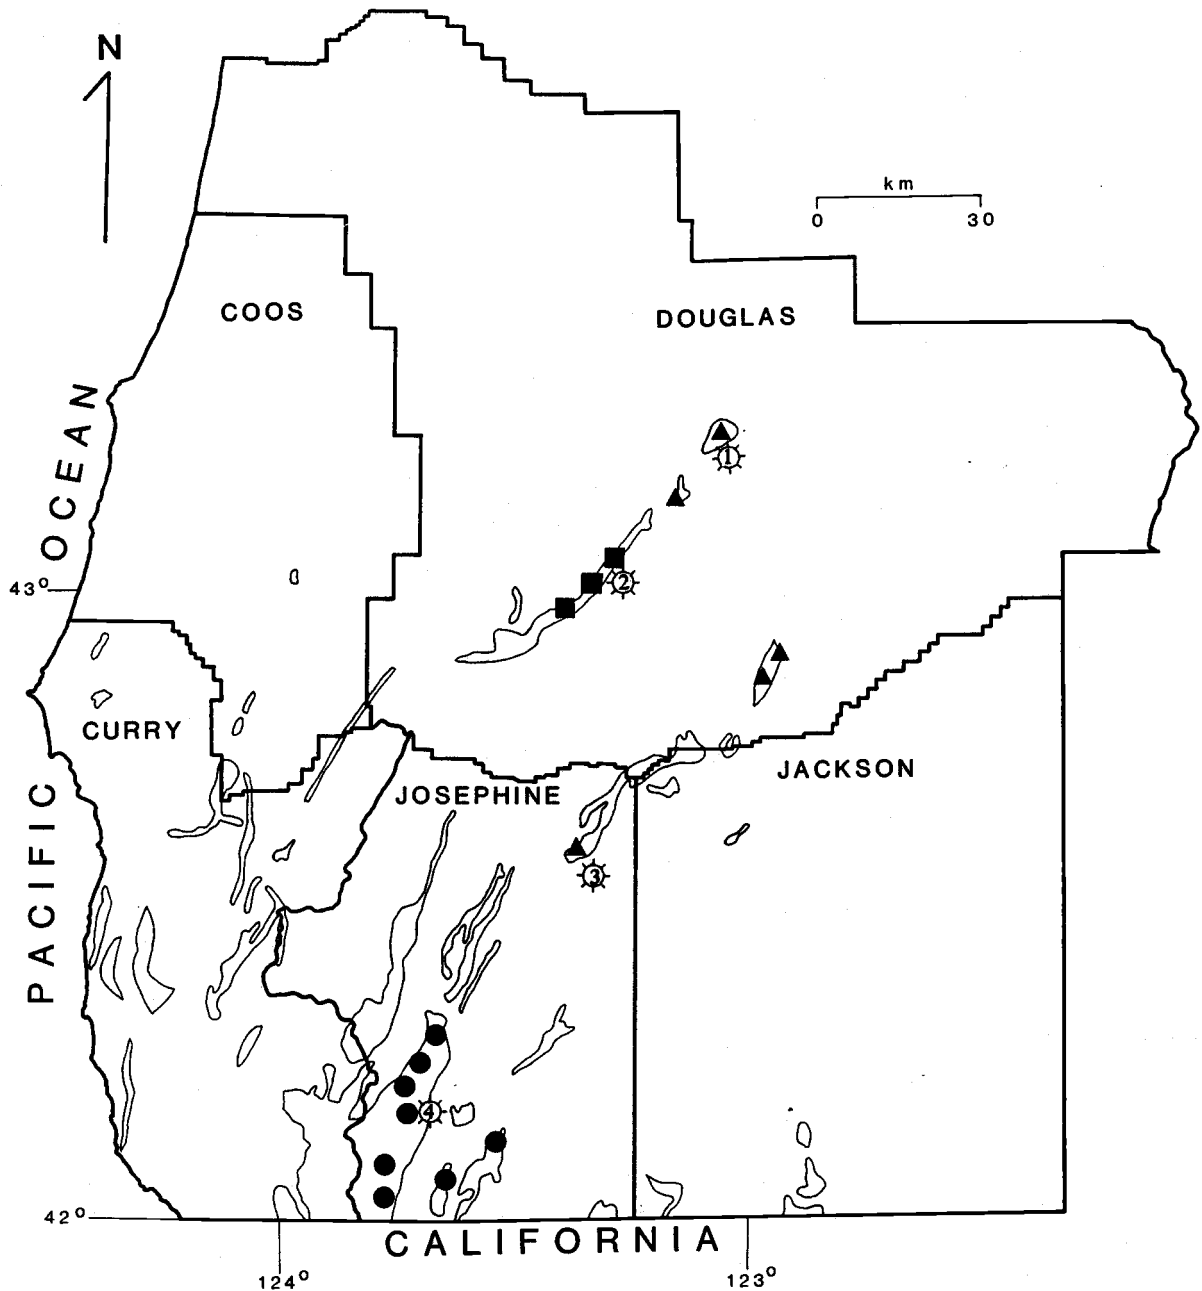 N
km
0 30
COOS
DOUGLAS
OCEAN
1
2
43°
CURRY
JACKSON
JOSEPHINE
PACIFIC
3
4
42°
CALIFORNIA
124°
123°